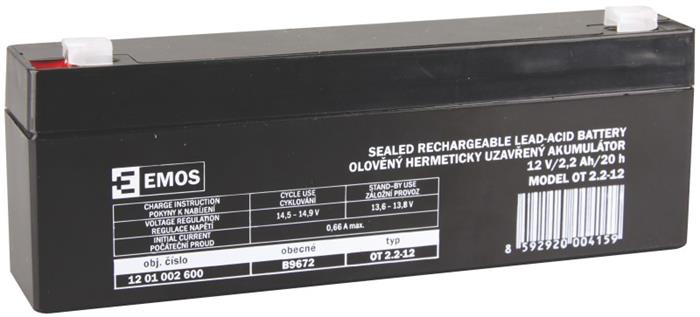 SEALED RECHARGEABLE LEAD-ACID BATTERY
OLOVĚNÝ HERMETICKY UZAVŘENÝ AKUMULÁTOR
12 V/2,2 Ah/20 h
MODEL OT 2.2-12
EMOS
CHARGE INSTRUCTION CYCLE USE STAND-BY USE
POKYNY K NABÍJENÍ CYKLOVÁNÍ ZÁLOŽNÍ PROVOZ
VOLTAGE REGULATION 14,5 – 14,9 V 13,6 – 13,8 V
REGULACE NAPĚTÍ
INITIAL CURRENT 0,66 A max.
POČÁTEČNÍ PROUD
obj. číslo obecné typ
12 01 002 600 B9672 OT 2.2-12
8 592920 004159